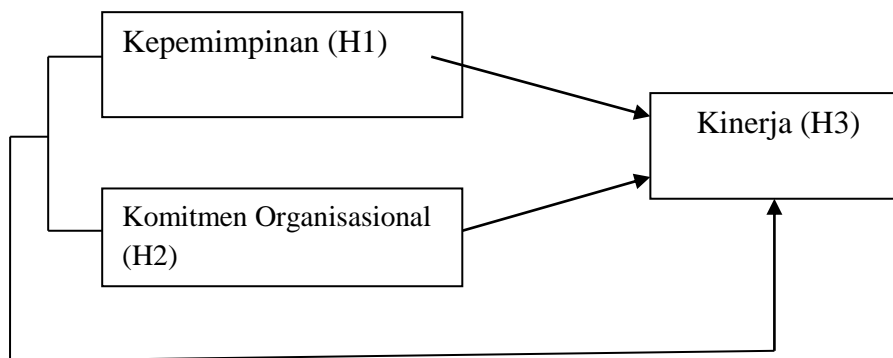 Kepemimpinan (H1)
Kinerja (H3)
Komitmen Organisasional
(H2)